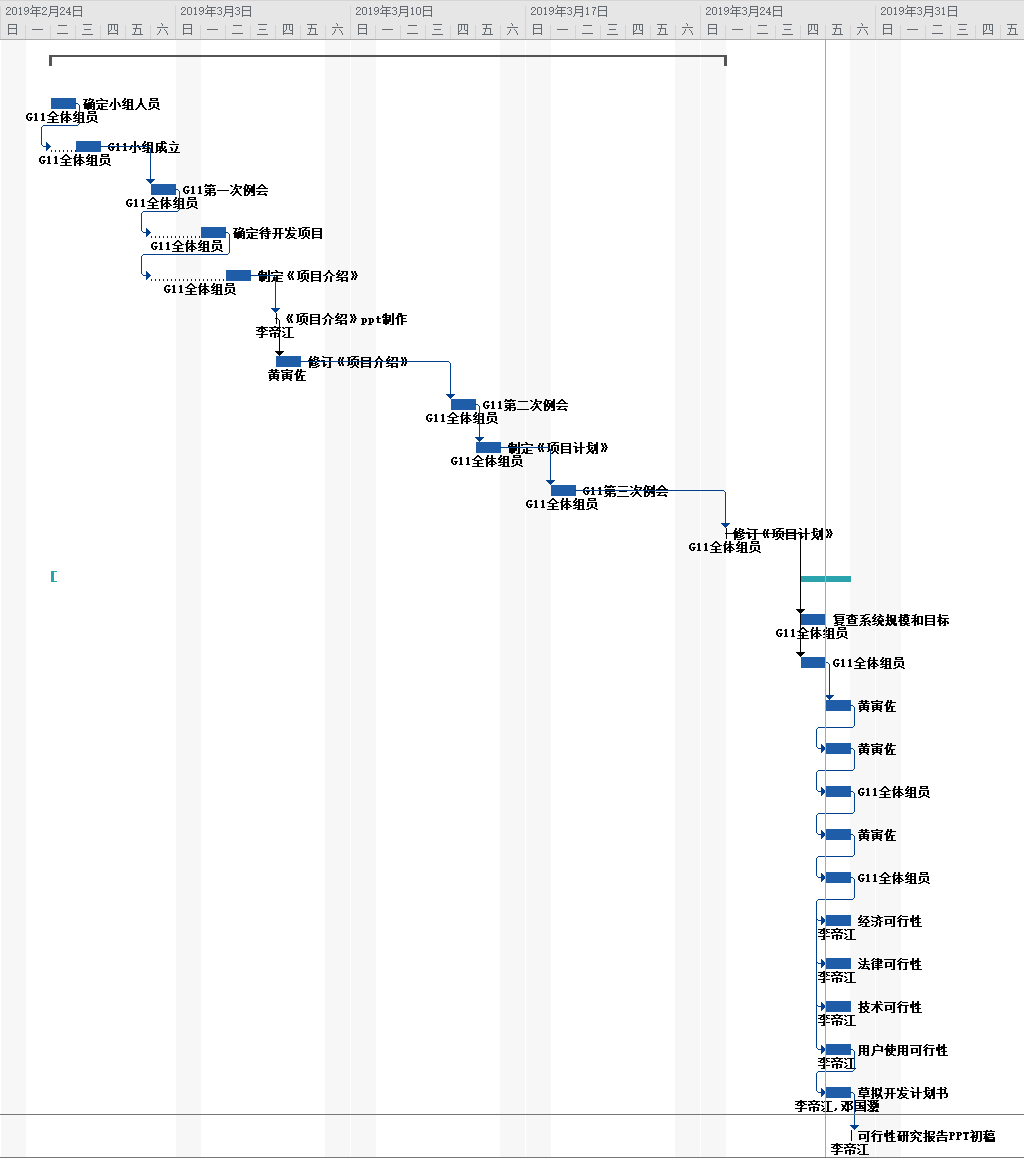 2019年2月24日 2019年3月3日 2019年3月10日 2019年3月17日 2019年3月24日 2019年3月31日
日 一 二 三 四 五 六 日 一 二 三 四 五 六 日 一 二 三 四 五 六 日 一 二 三 四 五 六 日 一 二 三 四 五 六 日 一 二 三 四 五
确定小组人员
G11全体组员
G11小组成立
G11全体组员
G11第一次例会
G11全体组员
确定待开发项目
G11全体组员
制定《项目介绍》
G11全体组员
《项目介绍》ppt制作
李帝江
修订《项目介绍》
黄寅佐
G11第二次例会
G11全体组员
制定《项目计划》
G11全体组员
G11第三次例会
G11全体组员
修订《项目计划》
G11全体组员
复查系统规模和目标
G11全体组员
G11全体组员
黄寅佐
黄寅佐
G11全体组员
黄寅佐
G11全体组员
经济可行性
李帝江
法律可行性
李帝江
技术可行性
李帝江
用户使用可行性
李帝江
草拟开发计划书
李帝江,邓国
可行性研究报告PPT初稿
李帝江